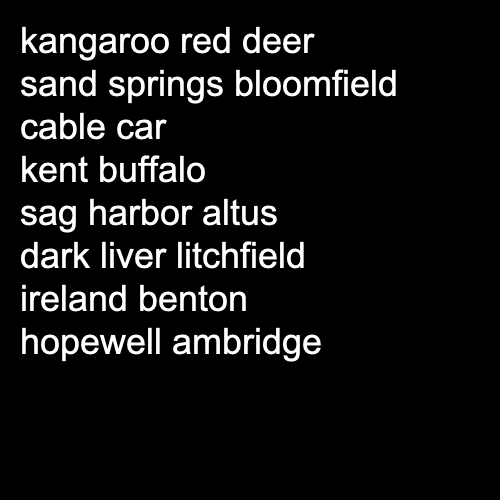 kangaroo red deer
sand springs bloomfield
cable car
kent buffalo
sag harbor altus
dark liver litchfield
ireland benton
hopewell ambridge